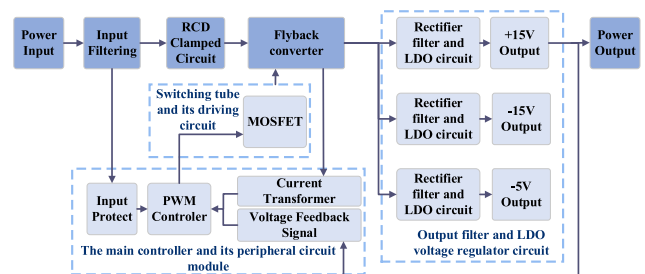 Power
Input
Input
Filtering
RCD
Clamped
Circuit
Flyback
converter
Rectifier
filter and
LDO circuit
+15V
Output
Power
Output
Switching tube
and its driving
circuit
MOSFET
Rectifier
filter and
LDO circuit
-15V
Output
Input
Protect
PWM
Controler
Current
Transformer
Voltage Feedback
Signal
Rectifier
filter and
LDO circuit
-5V
Output
The main controller and its peripheral circuit
module
Output filter and LDO
voltage regulator circuit